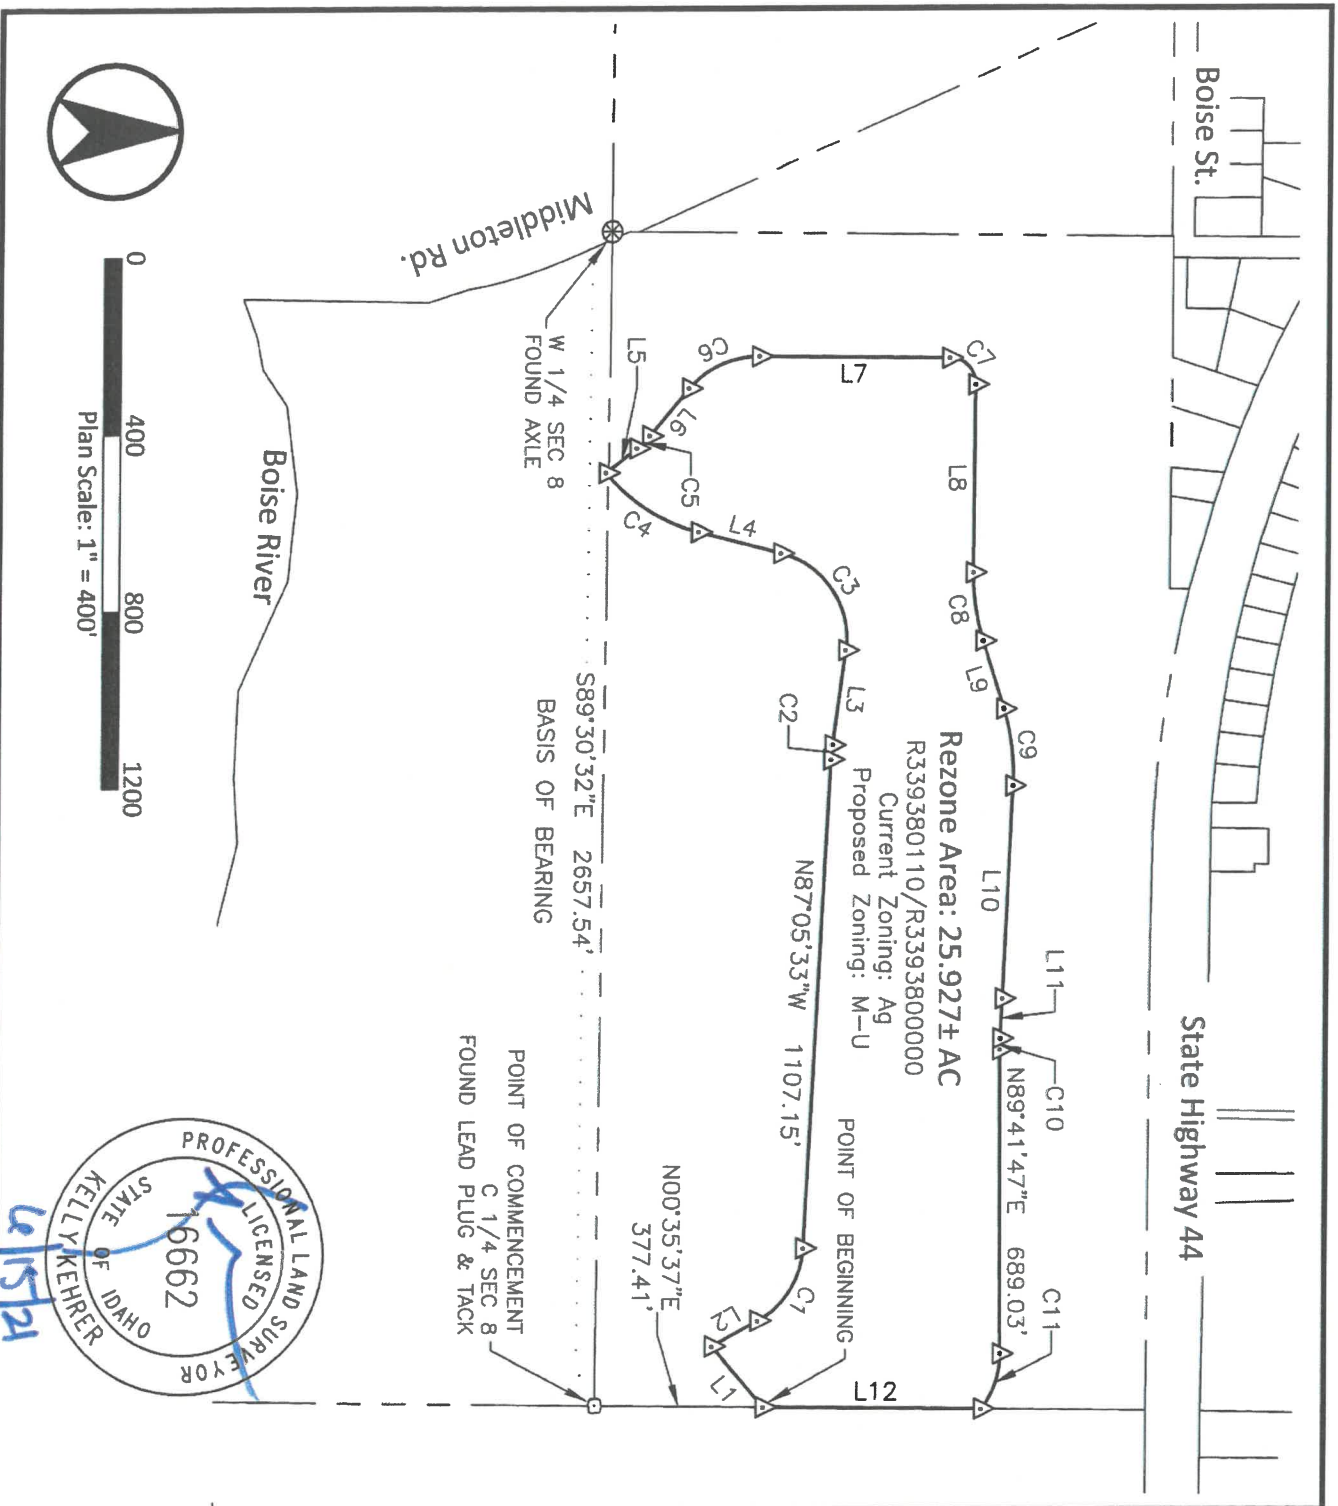 Boise St.
State Highway 44
Middleton Rd.
Boise River
W 1/4 SEC 8
FOUND AXLE
L5
C6
L6
C5
C4
L4
C3
L7
C7
L8
C8
L9
C9
L3
C2
L10
L11
C10
N89°41'47"E 689.03'
C11
Rezone Area: 25.927± AC
R339380110/R3393800000
Current Zoning: Ag
Proposed Zoning: M-U
N87°05'33"W 1107.15'
C1
L2
L1
L12
POINT OF BEGINNING
N00°35'37"E
377.41'
S89°30'32"E 2657.54'
BASIS OF BEARING
POINT OF COMMENCEMENT
C 1/4 SEC 8
FOUND LEAD PLUG & TACK
0 400 800 1200
Plan Scale: 1" = 400'
PROFESSIONAL LAND SURVEYOR
LICENSED
16662
STATE OF IDAHO
KELLY KEHRER
6/15/21